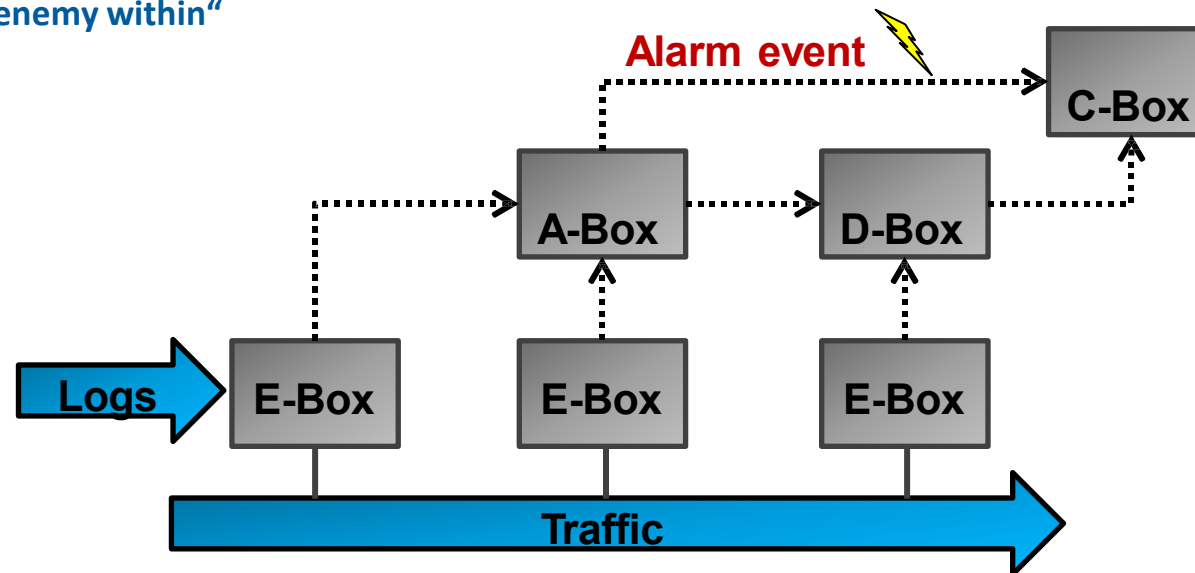 enemy within“
Alarm event
C-Box
A-Box
D-Box
Logs
E-Box
E-Box
E-Box
Traffic